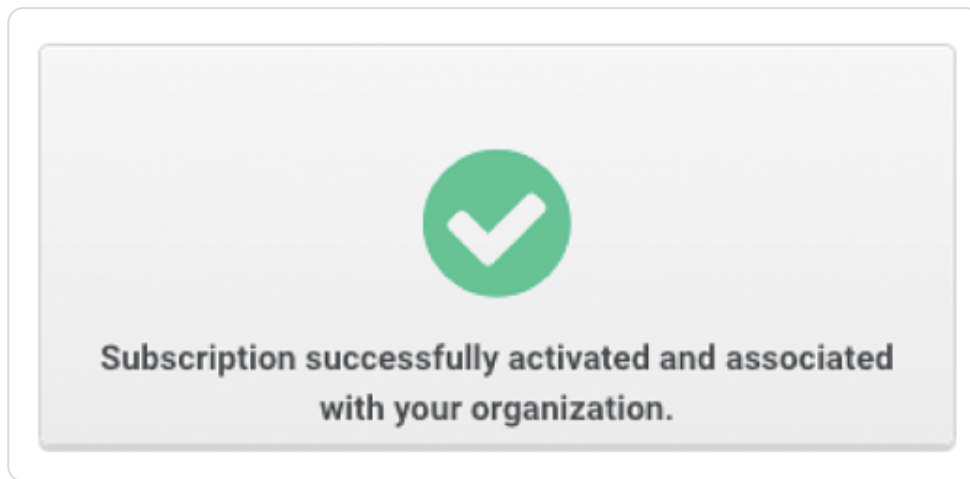 Subscription successfully activated and associated
with your organization.